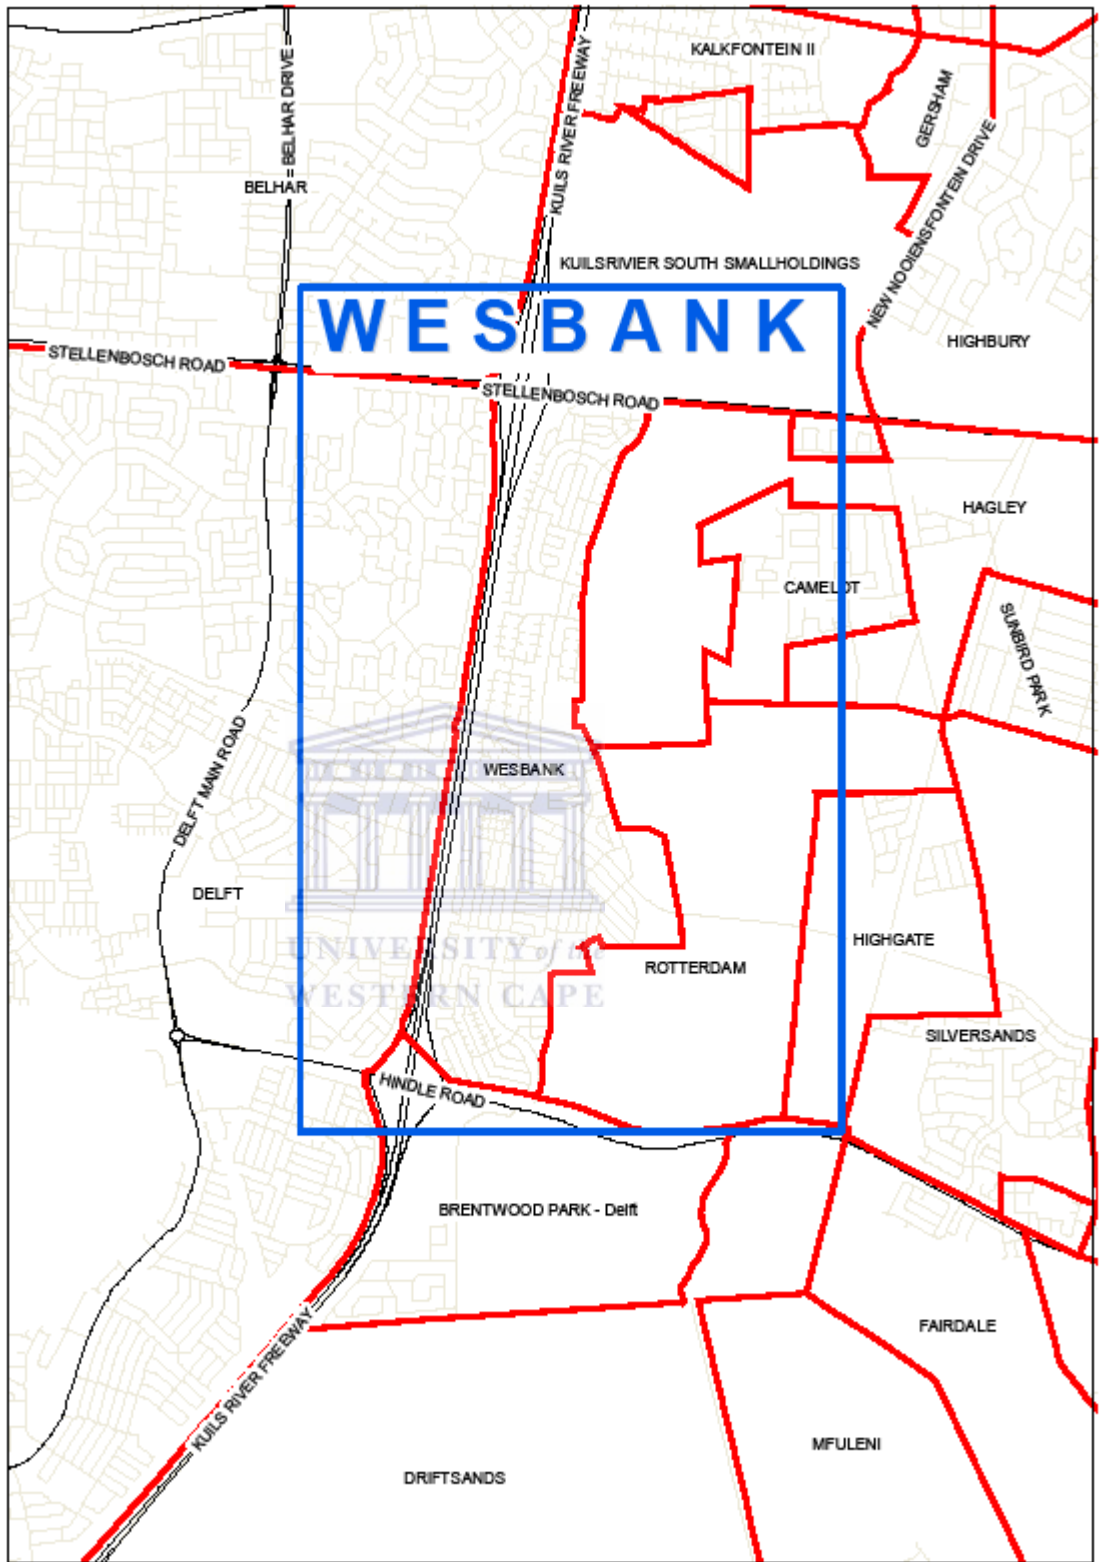 KALKFONTEIN II
BELHAR DRIVE
KUILS RIVER FREEWAY
GERSHAM
NEW NOOIENSFONTEIN DRIVE
BELHAR
KUILSRIVIER SOUTH SMALLHOLDINGS
WESBANK
HIGHBURY
STELLENBOSCH ROAD
STELLENBOSCH ROAD
HAGLEY
CAMELOT
SUNBIRD PARK
DELFT MAIN ROAD
WESBANK
DELFT
HIGHGATE
UNIVERSITY of the
ROTTERDAM
WESTERN CAPE
SILVERSANDS
HINDLE ROAD
BRENTWOOD PARK - Delft
FAIRDALE
KUILS RIVER FREEWAY
MFULENI
DRIFTSANDS